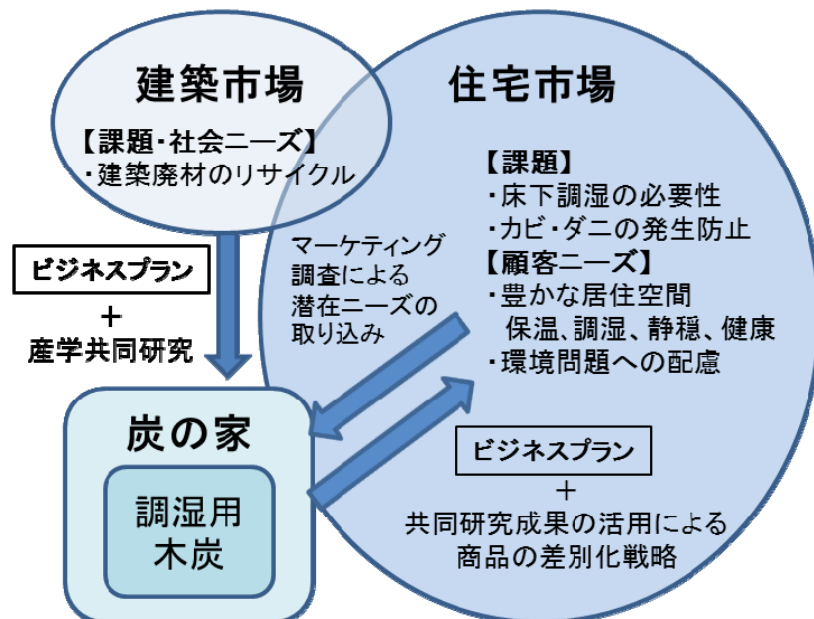 建築市場
【課題・社会ニーズ】
・建築廃材のリサイクル
住宅市場
【課題】
・床下調湿の必要性
・カビ・ダニの発生防止
【顧客ニーズ】
・豊かな居住空間
保温、調湿、静穏、健康
・環境問題への配慮
マーケティング
調査による
潜在ニーズの
取り込み
ビジネスプラン
+
産学共同研究
炭の家
調湿用
木炭
ビジネスプラン
+
共同研究成果の活用による
商品の差別化戦略